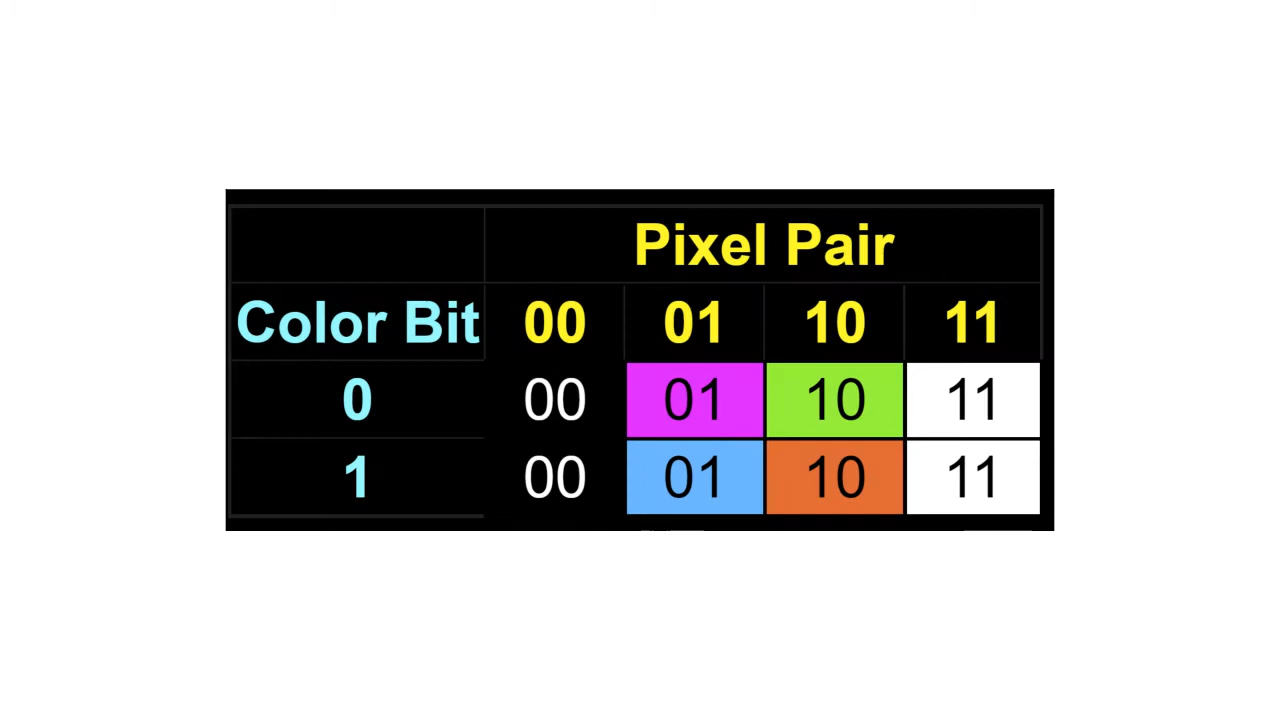 Pixel Pair
Color Bit 00 01 10 11
0 00 01 10 11
1 00 01 10 11